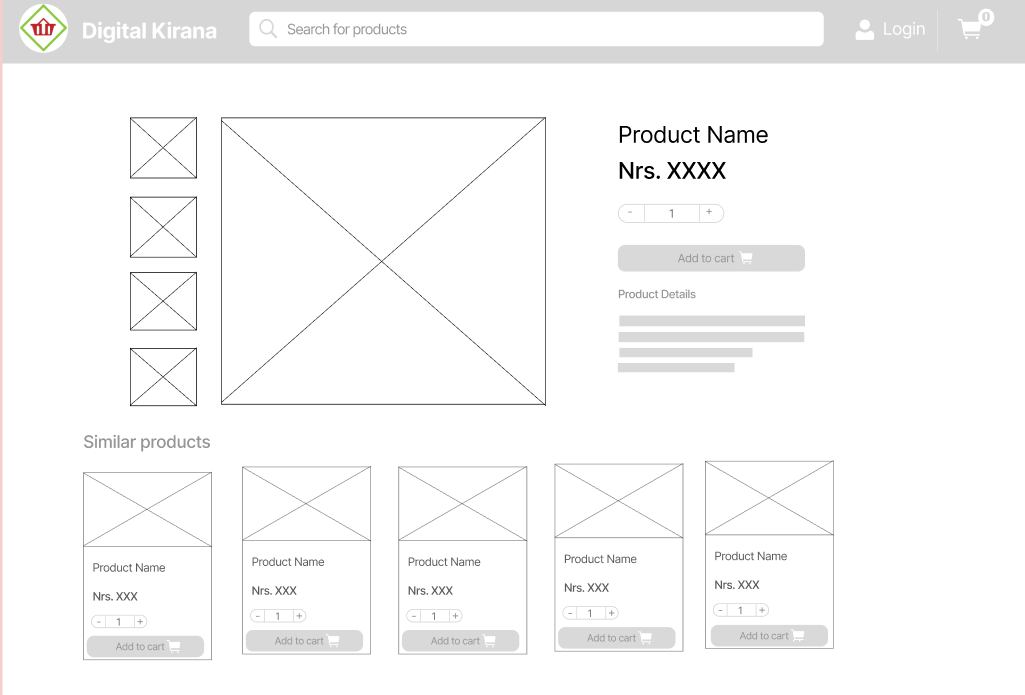 Digital Kirana
Search for products
Login
0
Product Name
Nrs. XXXX
- 1 +
Add to cart
Product Details
Similar products
Product Name
Nrs. XXX
- 1 +
Add to cart
Product Name
Nrs. XXX
- 1 +
Add to cart
Product Name
Nrs. XXX
- 1 +
Add to cart
Product Name
Nrs. XXX
- 1 +
Add to cart
Product Name
Nrs. XXX
- 1 +
Add to cart